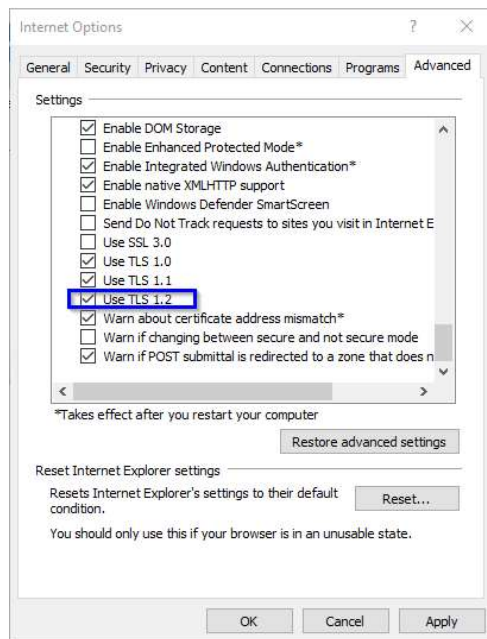 Internet Options
General Security Privacy Content Connections Programs Advanced
Settings
Enable DOM Storage
Enable Enhanced Protected Mode*
Enable Integrated Windows Authentication*
Enable native XMLHTTP support
Enable Windows Defender SmartScreen
Send Do Not Track requests to sites you visit in Internet E
Use SSL 3.0
Use TLS 1.0
Use TLS 1.1
Use TLS 1.2
Warn about certificate address mismatch*
Warn if changing between secure and not secure mode
Warn if POST submittal is redirected to a zone that does n
*Takes effect after you restart your computer
Restore advanced settings
Reset Internet Explorer settings
Resets Internet Explorer's settings to their default
condition.
Reset...
You should only use this if your browser is in an unusable state.
OK Cancel Apply